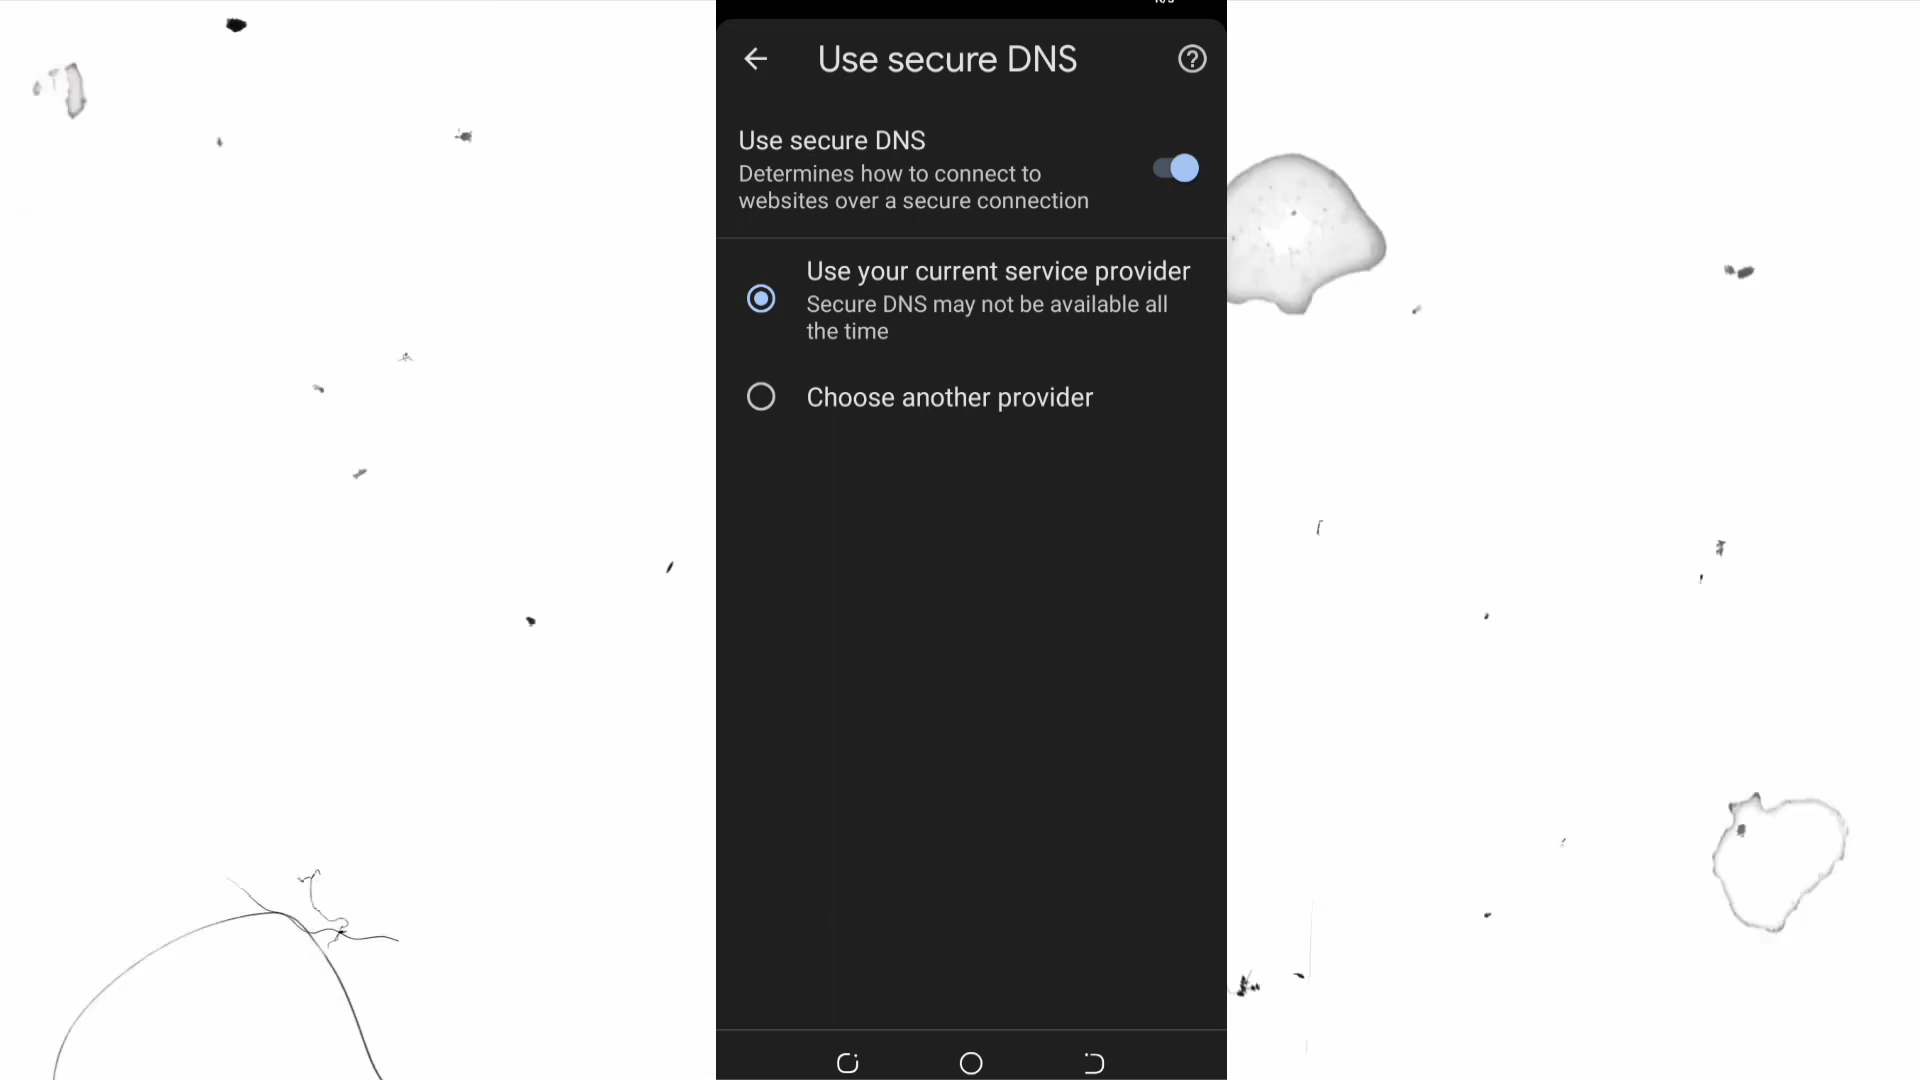 Use secure DNS
Use secure DNS
Determines how to connect to
websites over a secure connection
Use your current service provider
Secure DNS may not be available all
the time
Choose another provider